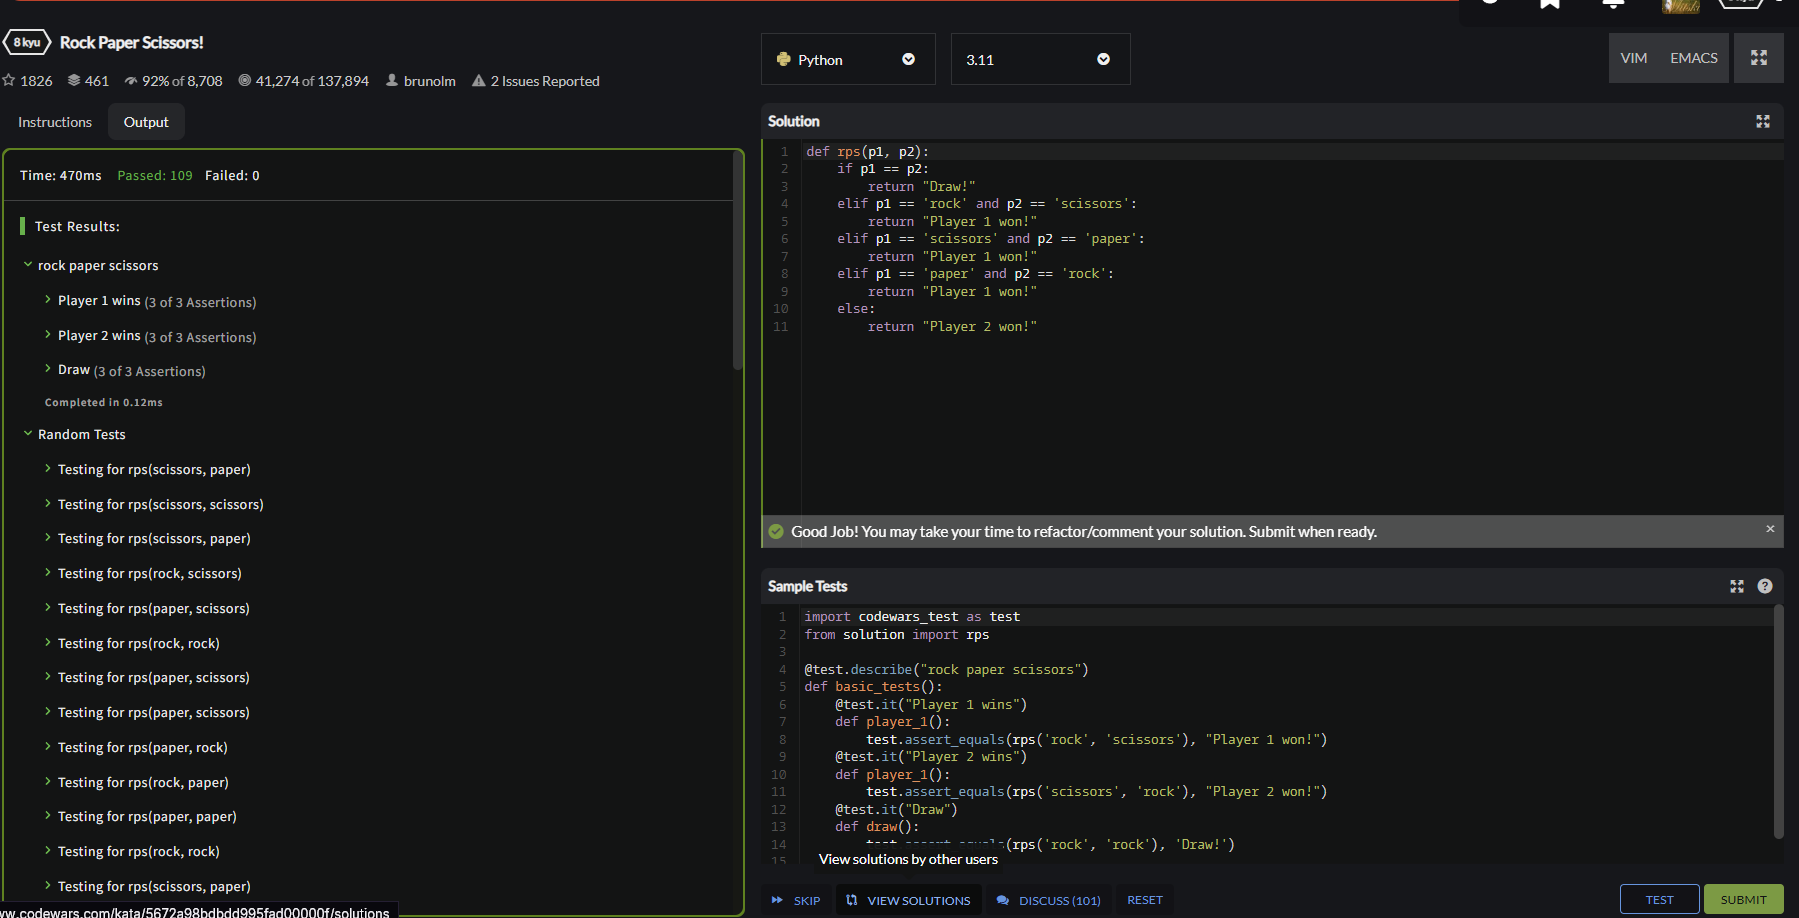 8 kyu Rock Paper Scissors!
1826 461 92% of 8,708 41,274 of 137,894 brunolm 2 Issues Reported
Instructions Output
Time: 470ms Passed: 109 Failed: 0
Test Results:
rock paper scissors
Player 1 wins (3 of 3 Assertions)
Player 2 wins (3 of 3 Assertions)
Draw (3 of 3 Assertions)
Completed in 0.12ms
Random Tests
Testing for rps(scissors, paper)
Testing for rps(scissors, scissors)
Testing for rps(scissors, paper)
Testing for rps(rock, scissors)
Testing for rps(paper, scissors)
Testing for rps(rock, rock)
Testing for rps(paper, scissors)
Testing for rps(paper, scissors)
Testing for rps(paper, rock)
Testing for rps(rock, paper)
Testing for rps(paper, paper)
Testing for rps(rock, rock)
Testing for rps(scissors, paper)
ww.codewars.com/kata/5672a98bdbdd995fad00000f/solutions
Python 3.11 VIM EMACS
Solution
1 def rps(p1, p2):
2     if p1 == p2:
3         return "Draw!"
4     elif p1 == 'rock' and p2 == 'scissors':
5         return "Player 1 won!"
6     elif p1 == 'scissors' and p2 == 'paper':
7         return "Player 1 won!"
8     elif p1 == 'paper' and p2 == 'rock':
9         return "Player 1 won!"
10     else:
11         return "Player 2 won!"
Good Job! You may take your time to refactor/comment your solution. Submit when ready. ×
Sample Tests ?
1 import codewars_test as test
2 from solution import rps
3
4 @test.describe("rock paper scissors")
5 def basic_tests():
6     @test.it("Player 1 wins")
7     def player_1():
8         test.assert_equals(rps('rock', 'scissors'), "Player 1 won!")
9     @test.it("Player 2 wins")
10     def player_1():
11         test.assert_equals(rps('scissors', 'rock'), "Player 2 won!")
12     @test.it("Draw")
13     def draw():
14         test.assert_equals(rps('rock', 'rock'), 'Draw!')
15
View solutions by other users
SKIP VIEW SOLUTIONS DISCUSS (101) RESET TEST SUBMIT